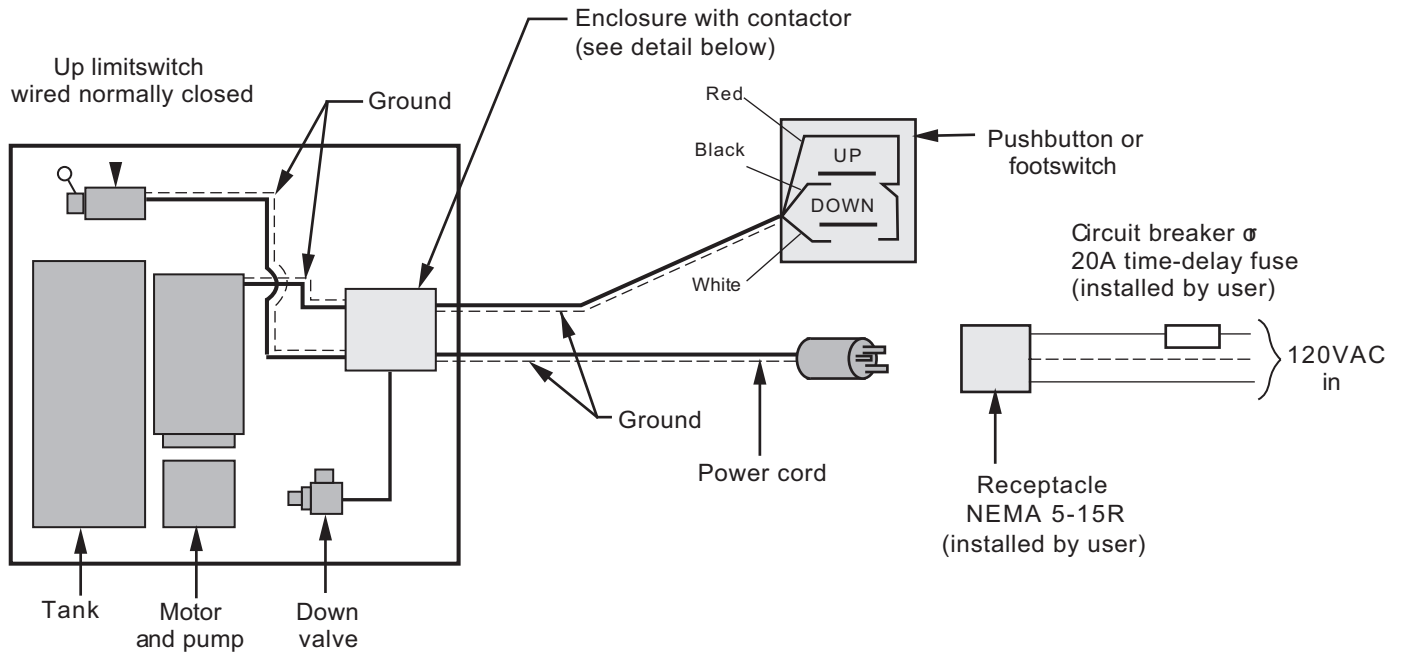 Enclosure with contactor
(see detail below)
Up limitswitch
wired normally closed
Ground
Red
Black
White
UP
DOWN
Pushbutton or
footswitch
Circuit breaker or
20A time-delay fuse
(installed by user)
120VAC
in
Ground
Power cord
Receptacle
NEMA 5-15R
(installed by user)
Tank
Motor
and pump
Down
valve